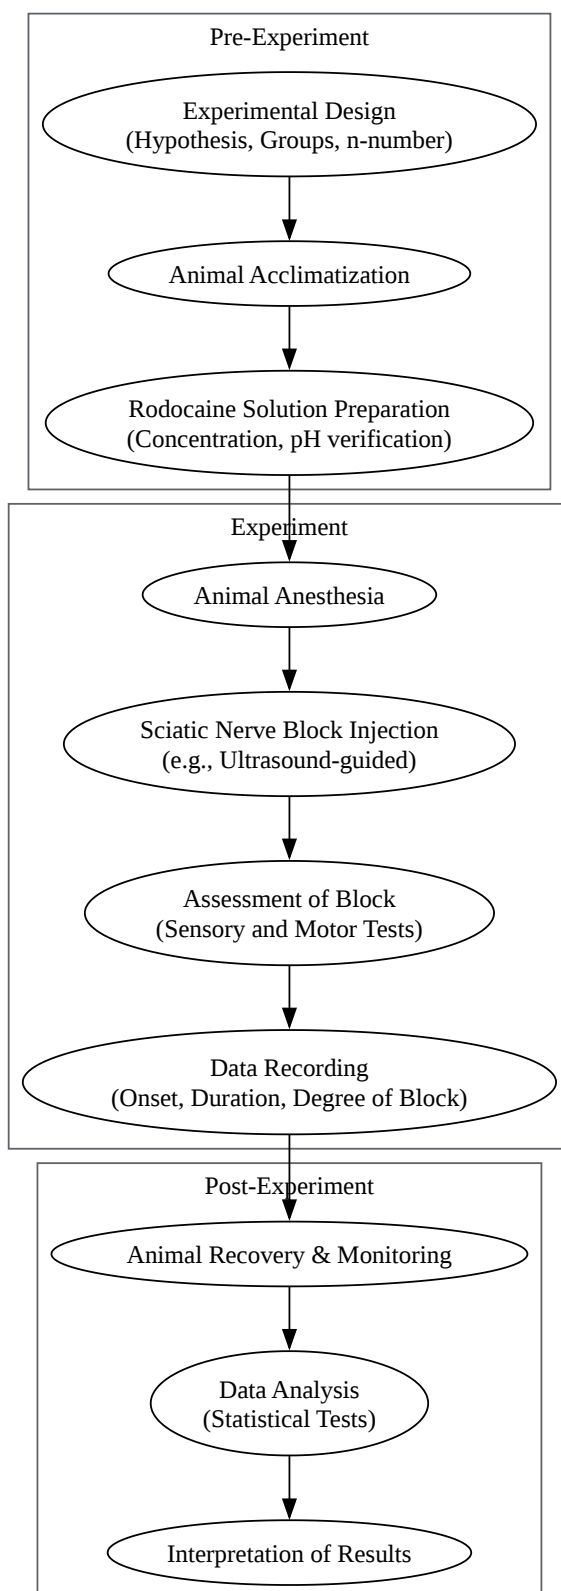 Pre-Experiment
Experimental Design
(Hypothesis, Groups, n-number)
Animal Acclimatization
Rodocaine Solution Preparation
(Concentration, pH verification)
Experiment
Animal Anesthesia
Sciatic Nerve Block Injection
(e.g., Ultrasound-guided)
Assessment of Block
(Sensory and Motor Tests)
Data Recording
(Onset, Duration, Degree of Block)
Post-Experiment
Animal Recovery & Monitoring
Data Analysis
(Statistical Tests)
Interpretation of Results